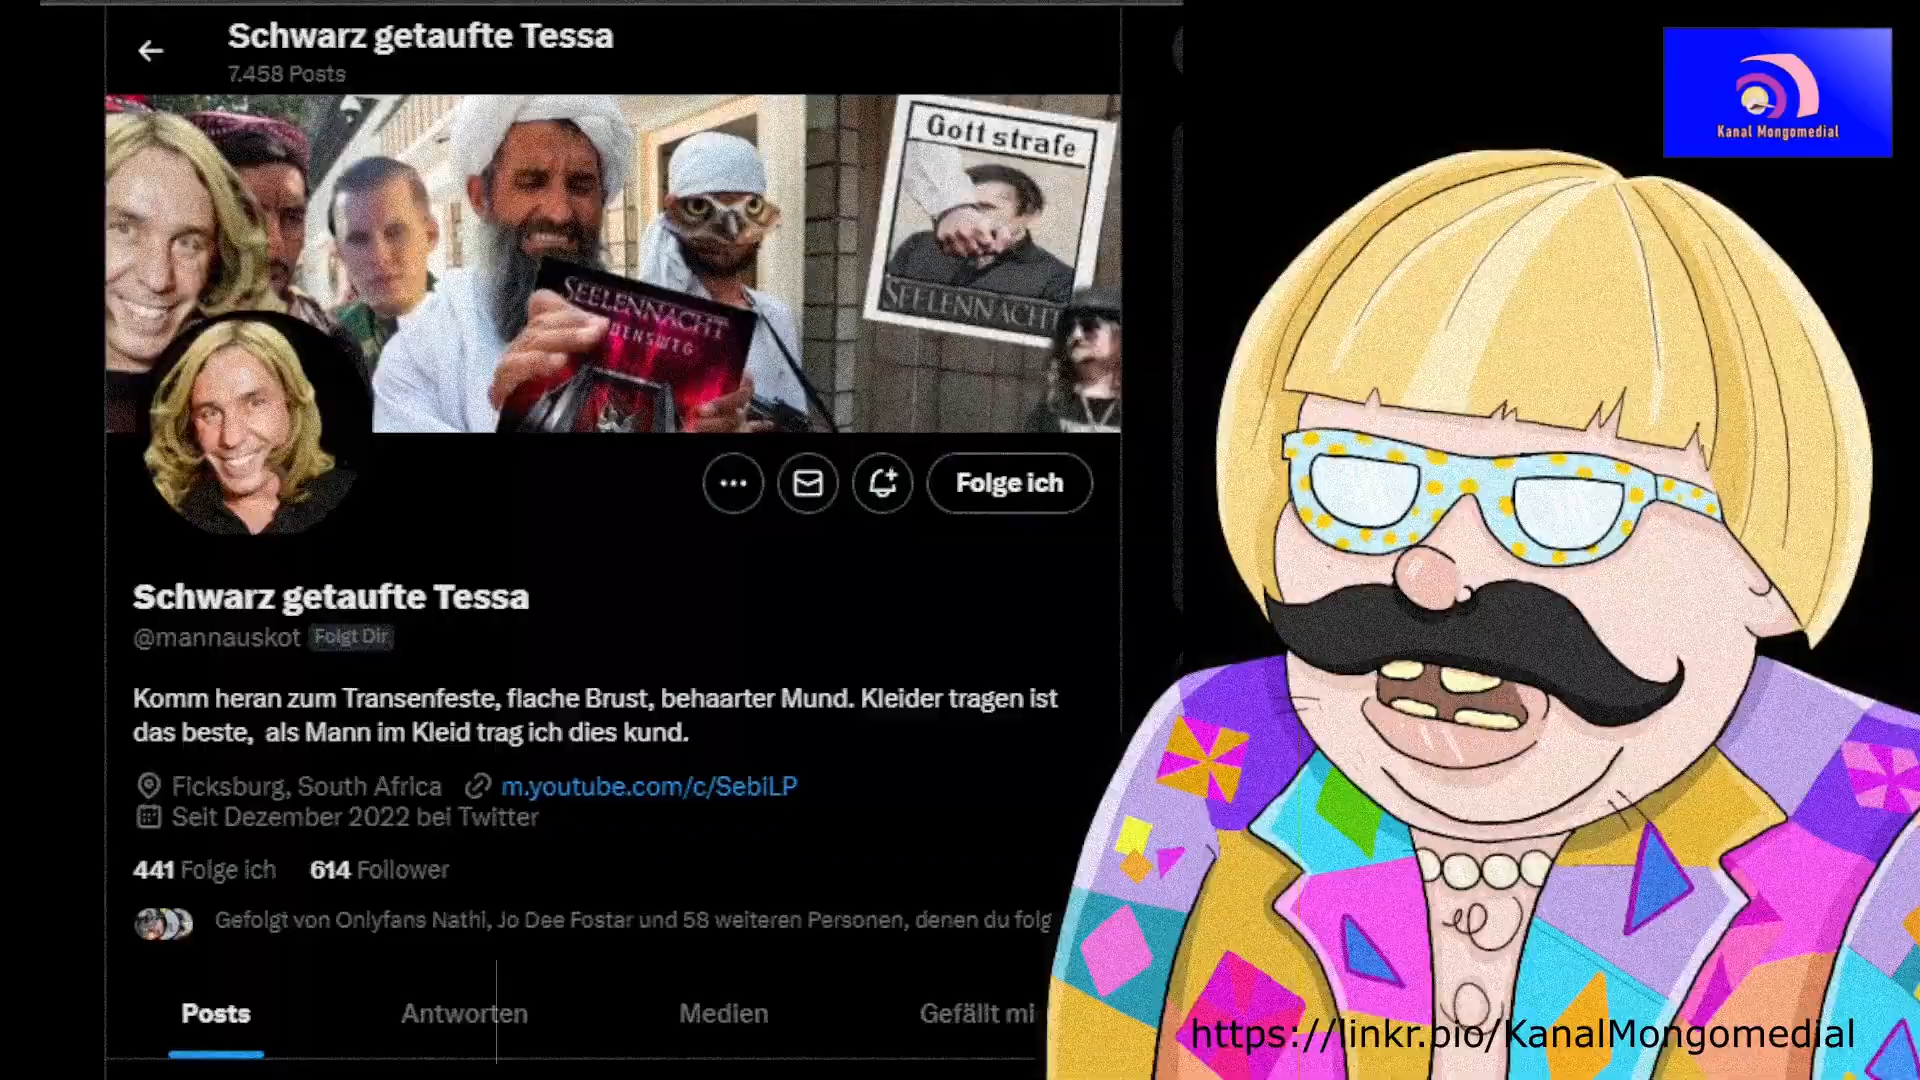 Schwarz getaufte Tessa
7.458 Posts
Gott strafe
SEELENNACHT
SEELENNACHT
Folge ich
Schwarz getaufte Tessa
@mannauskot Folgt Dir
Komm heran zum Transenfeste, flache Brust, behaarter Mund. Kleider tragen ist
das beste, als Mann im Kleid trag ich dies kund.
Ficksburg, South Africa m.youtube.com/c/SebiLP
Seit Dezember 2022 bei Twitter
441 Folge ich 614 Follower
Gefolgt von Onlyfans Nathi, Jo Dee Fostar und 58 weiteren Personen, denen du folg
Posts Antworten Medien Gefällt mi
Kanal Mongomedial
https://linkr.bio/KanalMongomedial